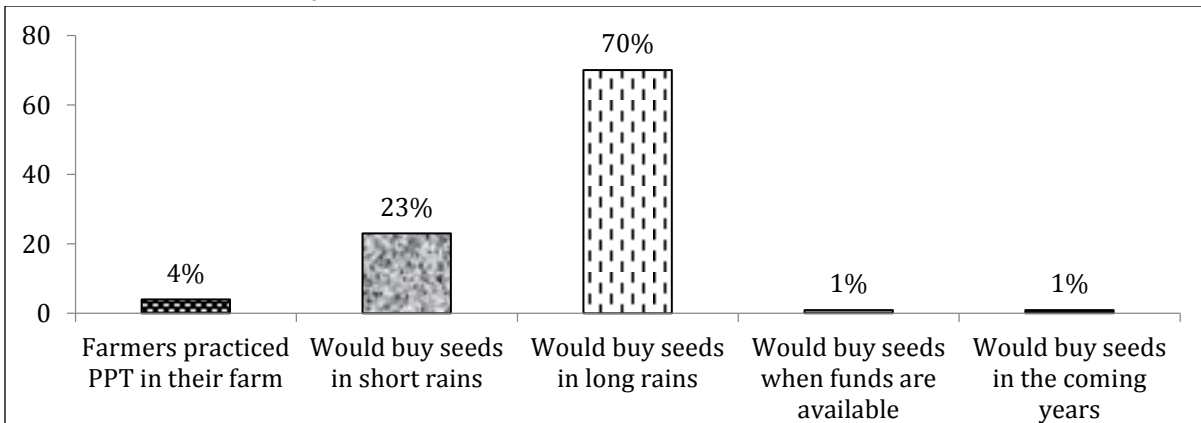 80
60
40
20
0
4%
23%
70%
1%
1%
Farmers practiced
PPT in their farm
Would buy seeds
in short rains
Would buy seeds
in long rains
Would buy seeds
when funds are
available
Would buy seeds
in the coming
years